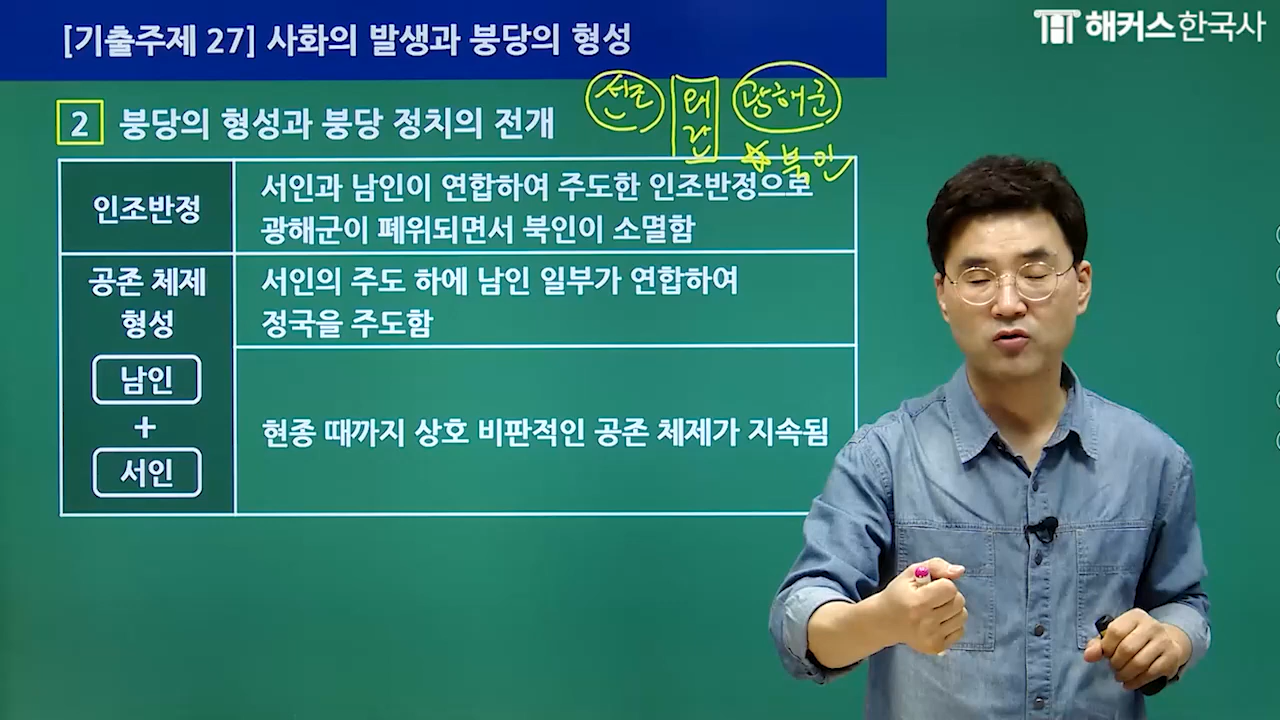 [기출주제 27] 사화의 발생과 붕당의 형성
해커스한국사
2 붕당의 형성과 붕당 정치의 전개
선조 왜란 광해군
북인
인조반정
서인과 남인이 연합하여 주도한 인조반정으로
광해군이 폐위되면서 북인이 소멸함
공존 체제
형성
남인
+
서인
서인의 주도 하에 남인 일부가 연합하여
정국을 주도함
현종 때까지 상호 비판적인 공존 체제가 지속됨